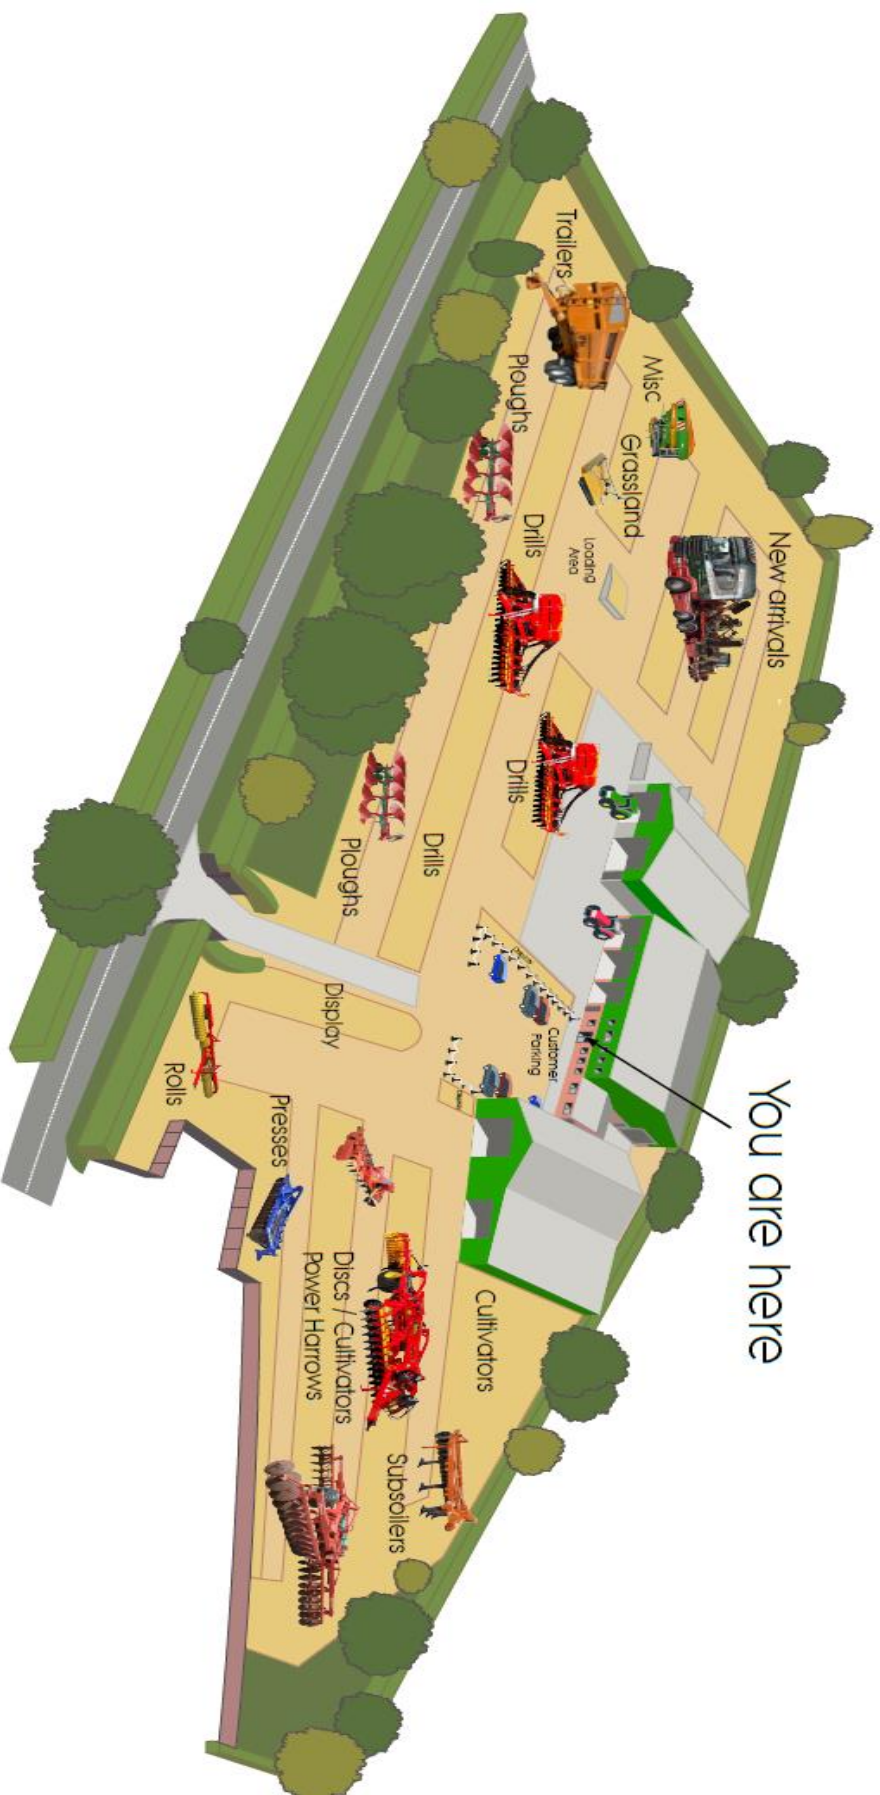 You are here
New arrivals
Misc
Grassland
Loading
Area
Trailers
Customer
Parking
Drills
Ploughs
Drills
Cultivators
Drills
Subsoilers
Ploughs
Discs / Cultivators
Power Harrows
Display
Presses
Rolls